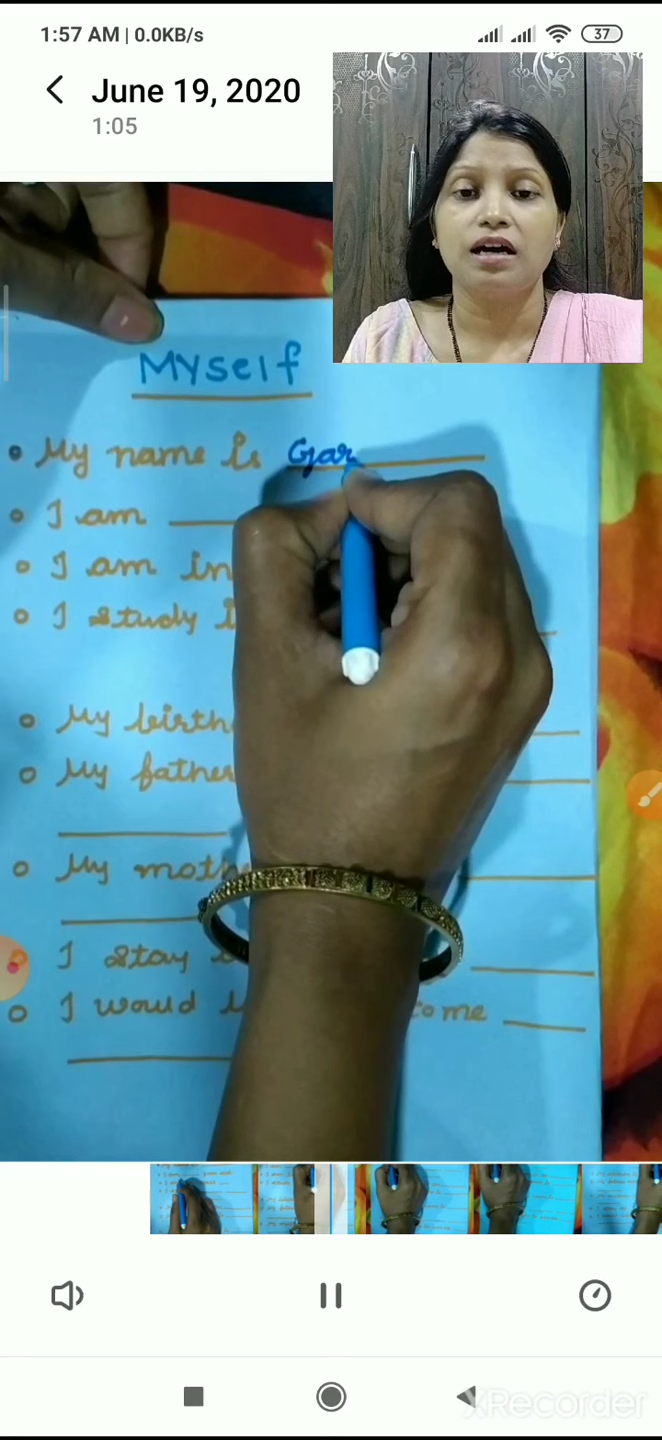 1:57 AM | 0.0KB/s
37
June 19, 2020
1:05
Myself
My name is Gar
I am
I am in
I study
My birth
My father
My moth
I stay
I would
come
XRecorder